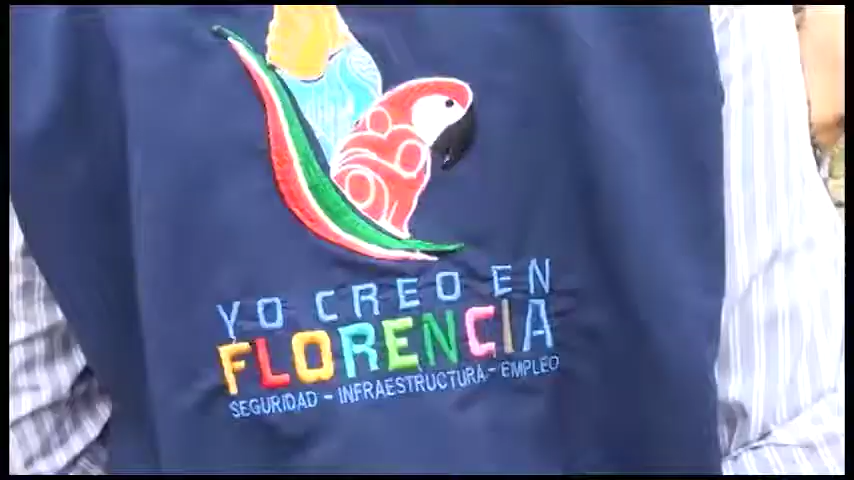 YO CREO EN
FLORENCIA
SEGURIDAD - INFRAESTRUCTURA - EMPLEO